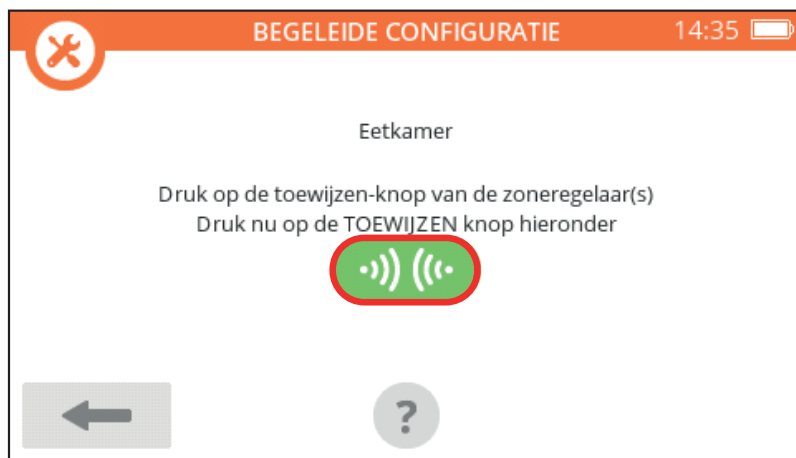 BEGELEIDE CONFIGURATIE 14:35
Eetkamer
Druk op de toewijzen-knop van de zoneregelaar(s)
Druk nu op de TOEWIJZEN knop hieronder
?